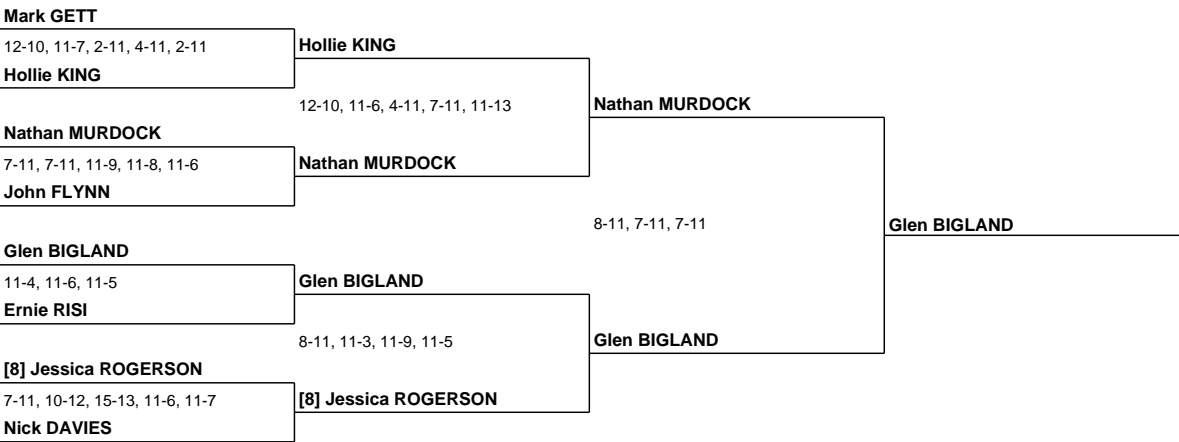 Mark GETT
12-10, 11-7, 2-11, 4-11, 2-11
Hollie KING
Hollie KING
12-10, 11-6, 4-11, 7-11, 11-13
Nathan MURDOCK
Nathan MURDOCK
7-11, 7-11, 11-9, 11-8, 11-6
Nathan MURDOCK
John FLYNN
8-11, 7-11, 7-11
Glen BIGLAND
Glen BIGLAND
11-4, 11-6, 11-5
Glen BIGLAND
Ernie RISI
8-11, 11-3, 11-9, 11-5
Glen BIGLAND
[8] Jessica ROGERSON
7-11, 10-12, 15-13, 11-6, 11-7
[8] Jessica ROGERSON
Nick DAVIES